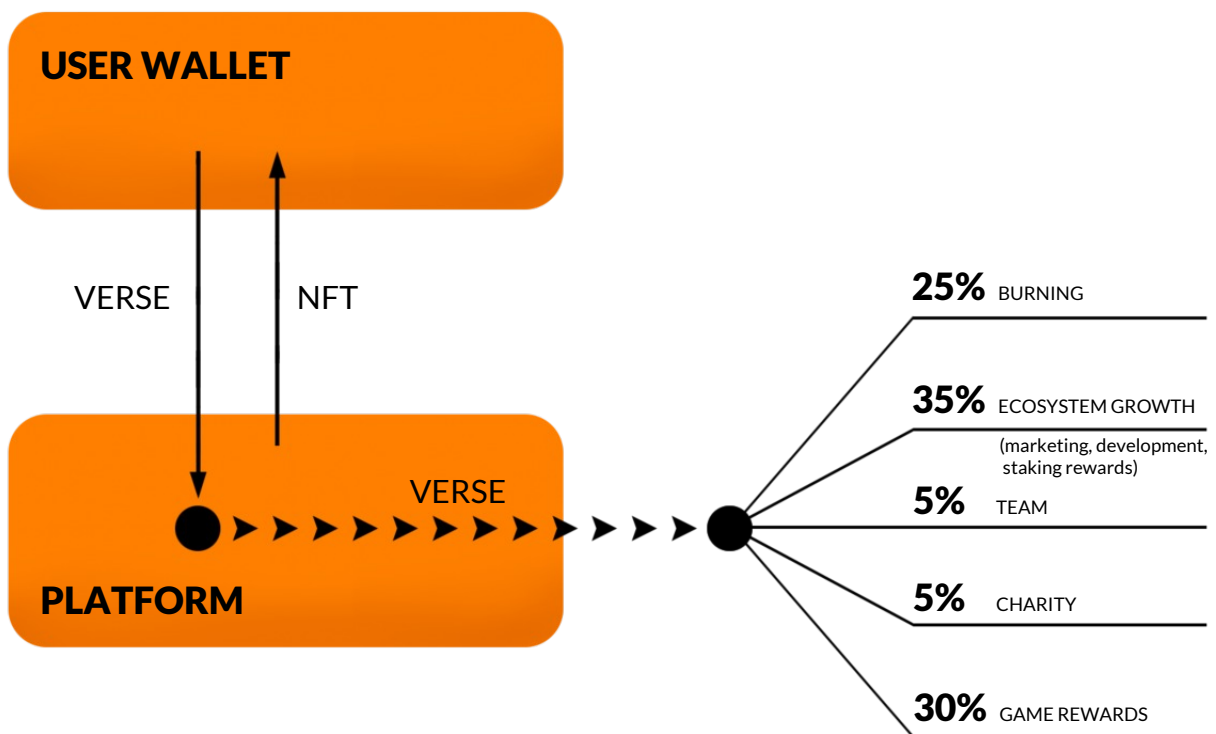 USER WALLET
VERSE
NFT
25% BURNING
35% ECOSYSTEM GROWTH
(marketing, development,
staking rewards)
VERSE
5% TEAM
PLATFORM
5% CHARITY
30% GAME REWARDS